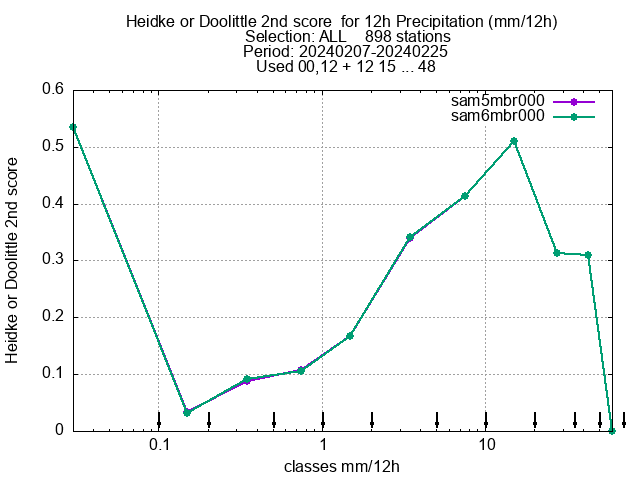 Heidke or Doolittle 2nd score  for 12h Precipitation (mm/12h)
Selection: ALL    898 stations
Period: 20240207-20240225
Used 00,12 + 12 15 ... 48
sam5mbr000
sam6mbr000
0.6
0.5
0.4
0.3
0.2
0.1
0
Heidke or Doolittle 2nd score
0.1 1 10
classes mm/12h